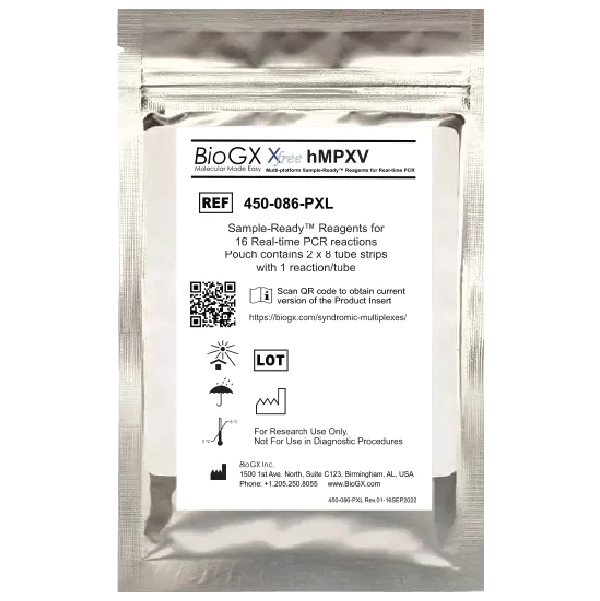 BioGX Xfree hMPXV
Molecular Made Easy Multi-platform Sample-Ready™ Reagents for Real-time PCR
REF 450-086-PXL
Sample-Ready™ Reagents for
16 Real-time PCR reactions
Pouch contains 2 x 8 tube strips
with 1 reaction/tube
Scan QR code to obtain current
version of the Product Insert
https://biogx.com/syndromic-multiplexes/
LOT
8 °C
2 °C
For Research Use Only.
Not For Use in Diagnostic Procedures
BioGX Inc.
1500 1st Ave. North, Suite C123, Birmingham, AL, USA
Phone: +1.205.250.8055 www.BioGX.com
450-086-PXL Rev.01-16SEP2022